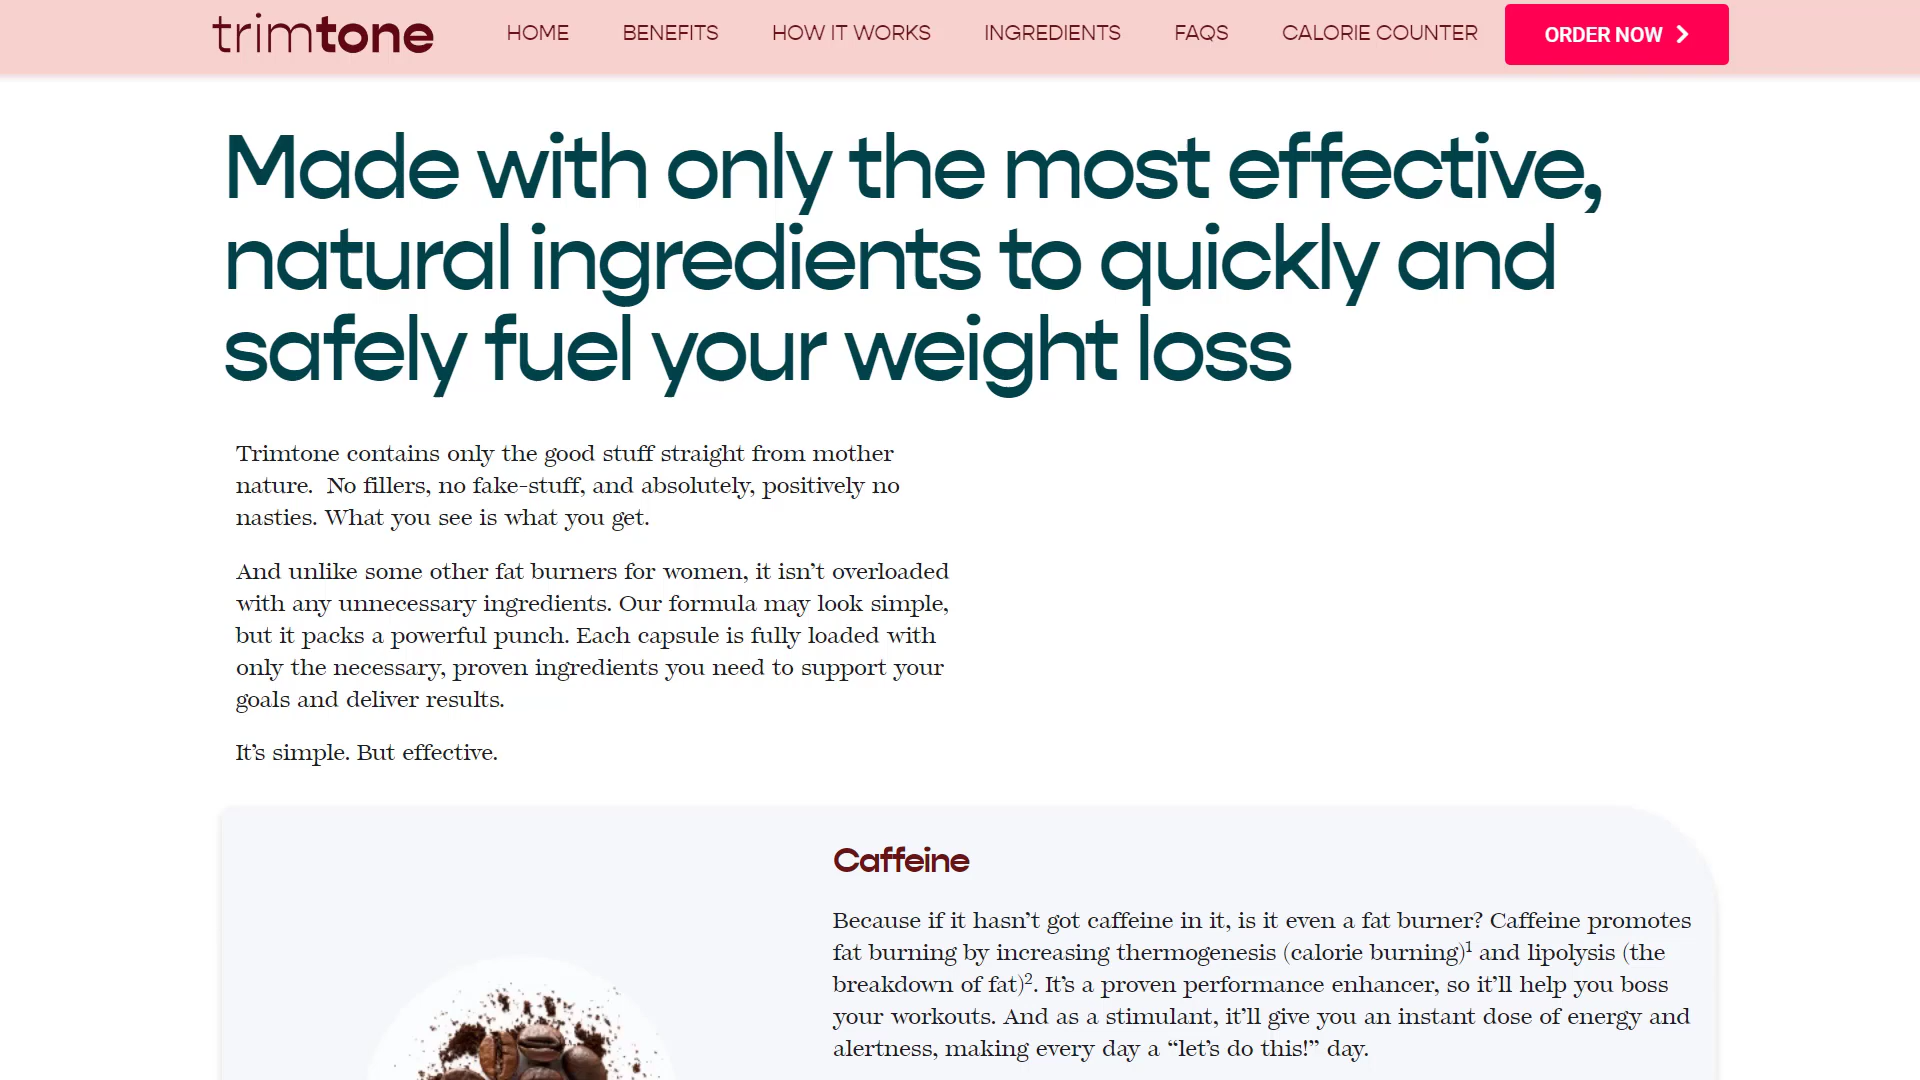 trimtone
HOME
BENEFITS
HOW IT WORKS
INGREDIENTS
FAQS
CALORIE COUNTER
ORDER NOW
Made with only the most effective,
natural ingredients to quickly and
safely fuel your weight loss
Trimtone contains only the good stuff straight from mother
nature.  No fillers, no fake-stuff, and absolutely, positively no
nasties. What you see is what you get.
And unlike some other fat burners for women, it isn’t overloaded
with any unnecessary ingredients. Our formula may look simple,
but it packs a powerful punch. Each capsule is fully loaded with
only the necessary, proven ingredients you need to support your
goals and deliver results.
It’s simple. But effective.
Caffeine
Because if it hasn’t got caffeine in it, is it even a fat burner? Caffeine promotes
fat burning by increasing thermogenesis (calorie burning)¹ and lipolysis (the
breakdown of fat)². It’s a proven performance enhancer, so it’ll help you boss
your workouts. And as a stimulant, it’ll give you an instant dose of energy and
alertness, making every day a “let’s do this!” day.